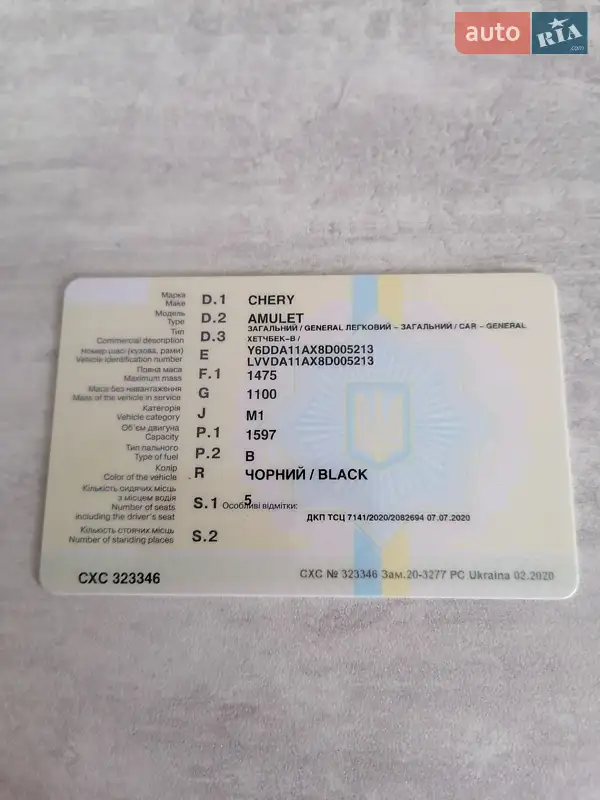 auto RIA .com
Марка
Make D.1 CHERY
Модель
Type D.2 AMULET
ЗАГАЛЬНИЙ / GENERAL ЛЕГКОВИЙ – ЗАГАЛЬНИЙ / CAR – GENERAL
Тип
Commercial description D.3 ХЕТЧБЕК–В /
Номер шасі (кузова, рами) Y6DDA11AX8D005213
Vehicle identification number E LVVDA11AX8D005213
Повна маса
Maximum mass F.1 1475
Маса без навантаження
Mass of the vehicle in service G 1100
Категорія
Vehicle category J M1
Об'єм двигуна
Capacity P.1 1597
Тип пального
Type of fuel P.2 B
Колір
Color of the vehicle R ЧОРНИЙ / BLACK
Кількість сидячих місць
з місцем водія
Number of seats S.1 5 Особливі відмітки:
including the driver's seat ДКП ТСЦ 7141/2020/2082694 07.07.2020
Кількість стоячих місць
Number of standing places S.2
СХС 323346 СХС № 323346 Зам.20-3277 РС Ukraina 02.2020